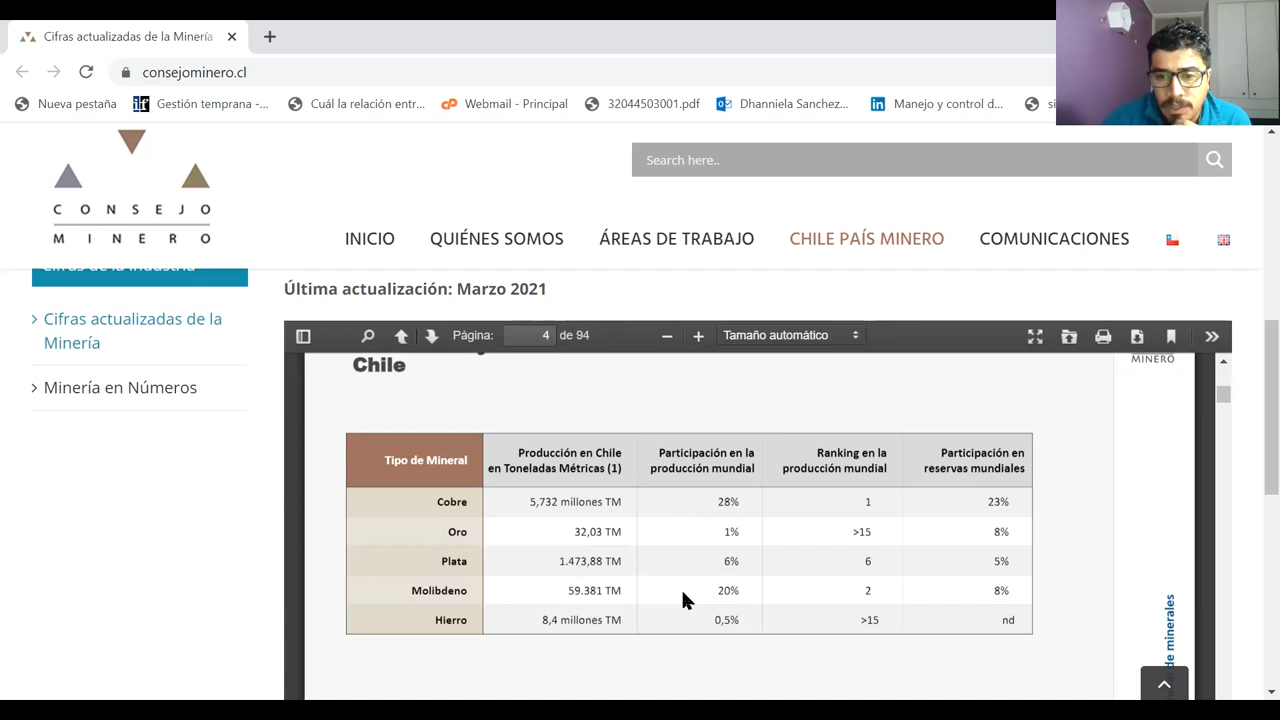 Cifras actualizadas de la Minería
consejominero.cl
Nueva pestaña
Gestión temprana -...
Cuál la relación entr...
Webmail - Principal
32044503001.pdf
Dhanniela Sanchez...
Manejo y control d...
CONSEJO
MINERO
Search here..
INICIO QUIÉNES SOMOS ÁREAS DE TRABAJO CHILE PAÍS MINERO COMUNICACIONES
Cifras de la industria
Cifras actualizadas de la
Minería
Minería en Números
Última actualización: Marzo 2021
Página: 4 de 94
Tamaño automático
Chile
MINERO
Tipo de Mineral
Producción en Chile
en Toneladas Métricas (1)
Participación en la
producción mundial
Ranking en la
producción mundial
Participación en
reservas mundiales
Cobre 5,732 millones TM 28% 1 23%
Oro 32,03 TM 1% >15 8%
Plata 1.473,88 TM 6% 6 5%
Molibdeno 59.381 TM 20% 2 8%
Hierro 8,4 millones TM 0,5% >15 nd
de minerales